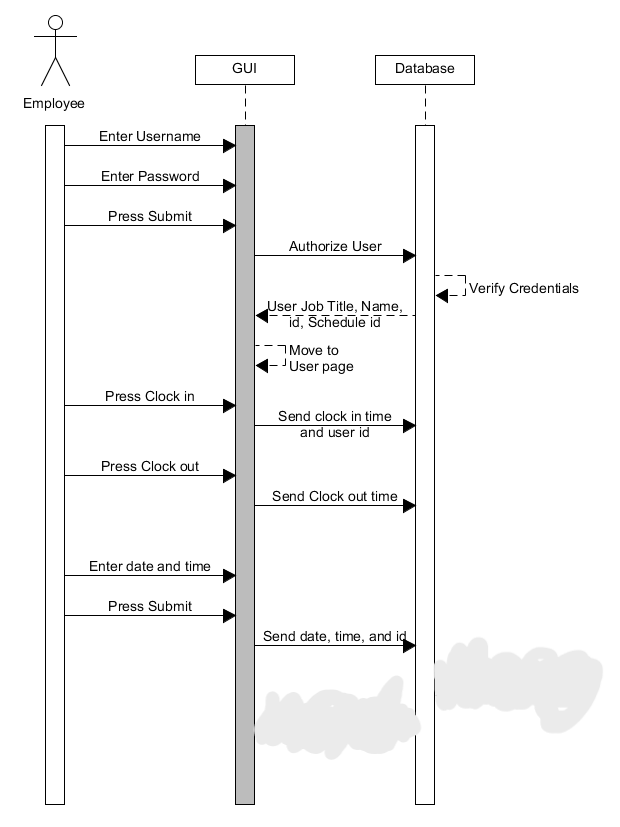 GUI
Database
Employee
Enter Username
Enter Password
Press Submit
Authorize User
Verify Credentials
User Job Title, Name,
id, Schedule id
Move to
User page
Press Clock in
Send clock in time
and user id
Press Clock out
Send Clock out time
Enter date and time
Press Submit
Send date, time, and id